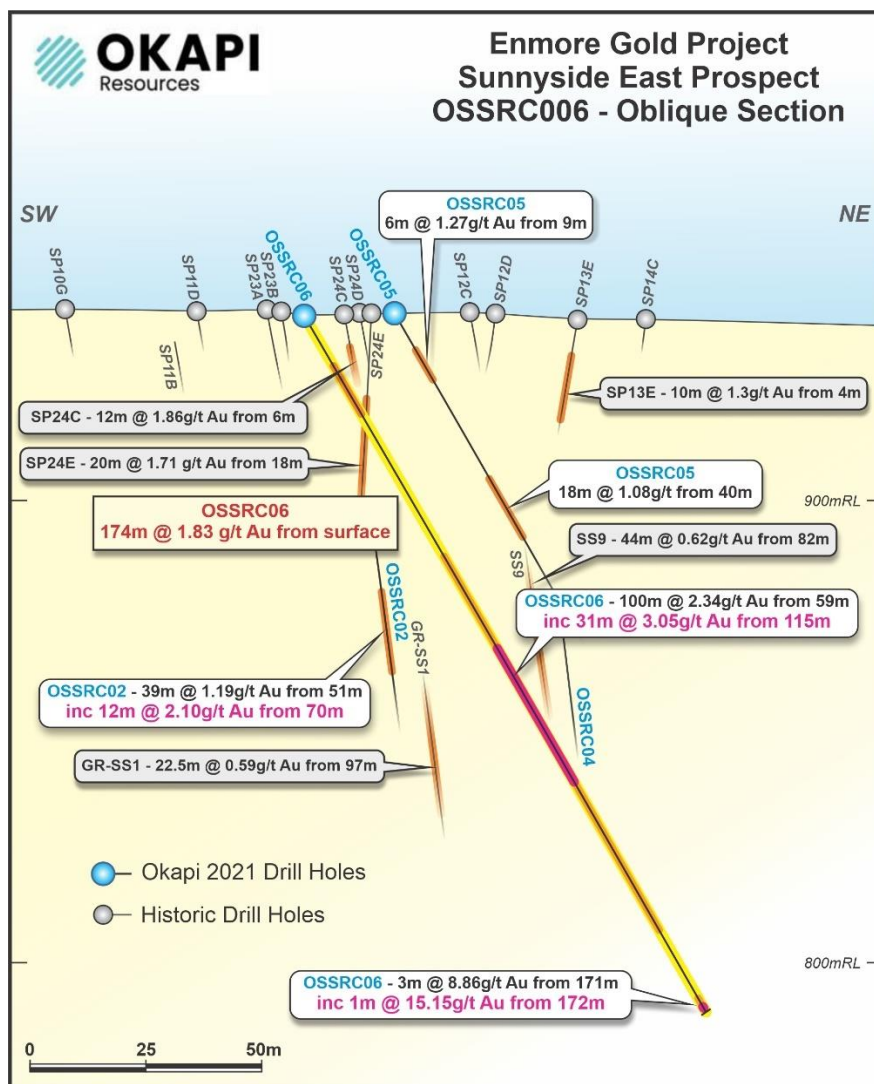 OKAPI
Resources
Enmore Gold Project
Sunnyside East Prospect
OSSRC006 - Oblique Section
SW
NE
OSSRC05
6m @ 1.27g/t Au from 9m
SP10G
SP11D
SP23A
SP23B
OSSRC06
SP24C
SP24D
OSSRC05
SP12C
SP12D
SP13E
SP14C
SP11B
SP24E
SP24C - 12m @ 1.86g/t Au from 6m
SP13E - 10m @ 1.3g/t Au from 4m
SP24E - 20m @ 1.71 g/t Au from 18m
OSSRC05
18m @ 1.08g/t from 40m
900mRL
OSSRC06
174m @ 1.83 g/t Au from surface
SS9 - 44m @ 0.62g/t Au from 82m
SS9
OSSRC06 - 100m @ 2.34g/t Au from 59m
inc 31m @ 3.05g/t Au from 115m
OSSRC02
GR-SS1
OSSRC02 - 39m @ 1.19g/t Au from 51m
inc 12m @ 2.10g/t Au from 70m
OSSRC04
GR-SS1 - 22.5m @ 0.59g/t Au from 97m
Okapi 2021 Drill Holes
Historic Drill Holes
800mRL
OSSRC06 - 3m @ 8.86g/t Au from 171m
inc 1m @ 15.15g/t Au from 172m
0 25 50m